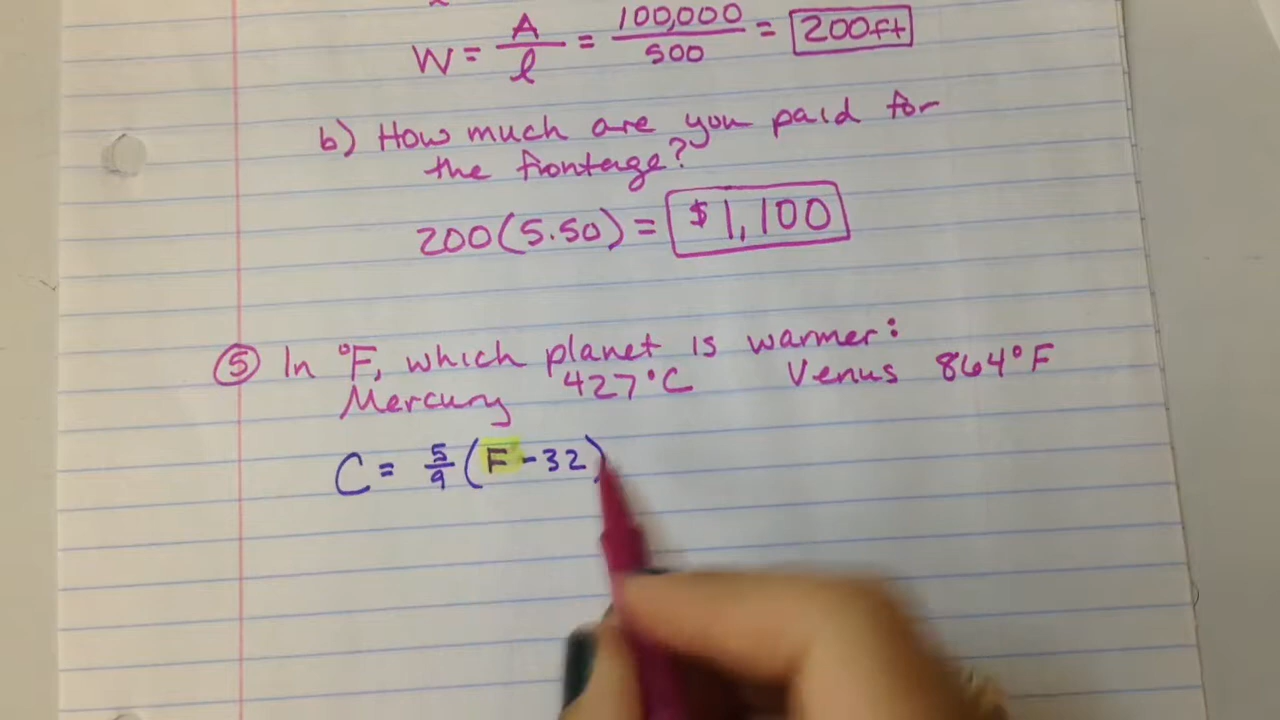 W = A/l = 100,000/500 = 200ft
b) How much are you paid for
the frontage?
200(5.50) = $1,100
⑤ In °F, which planet is warmer:
Mercury 427°C Venus 864°F
C = 5/9 (F - 32)